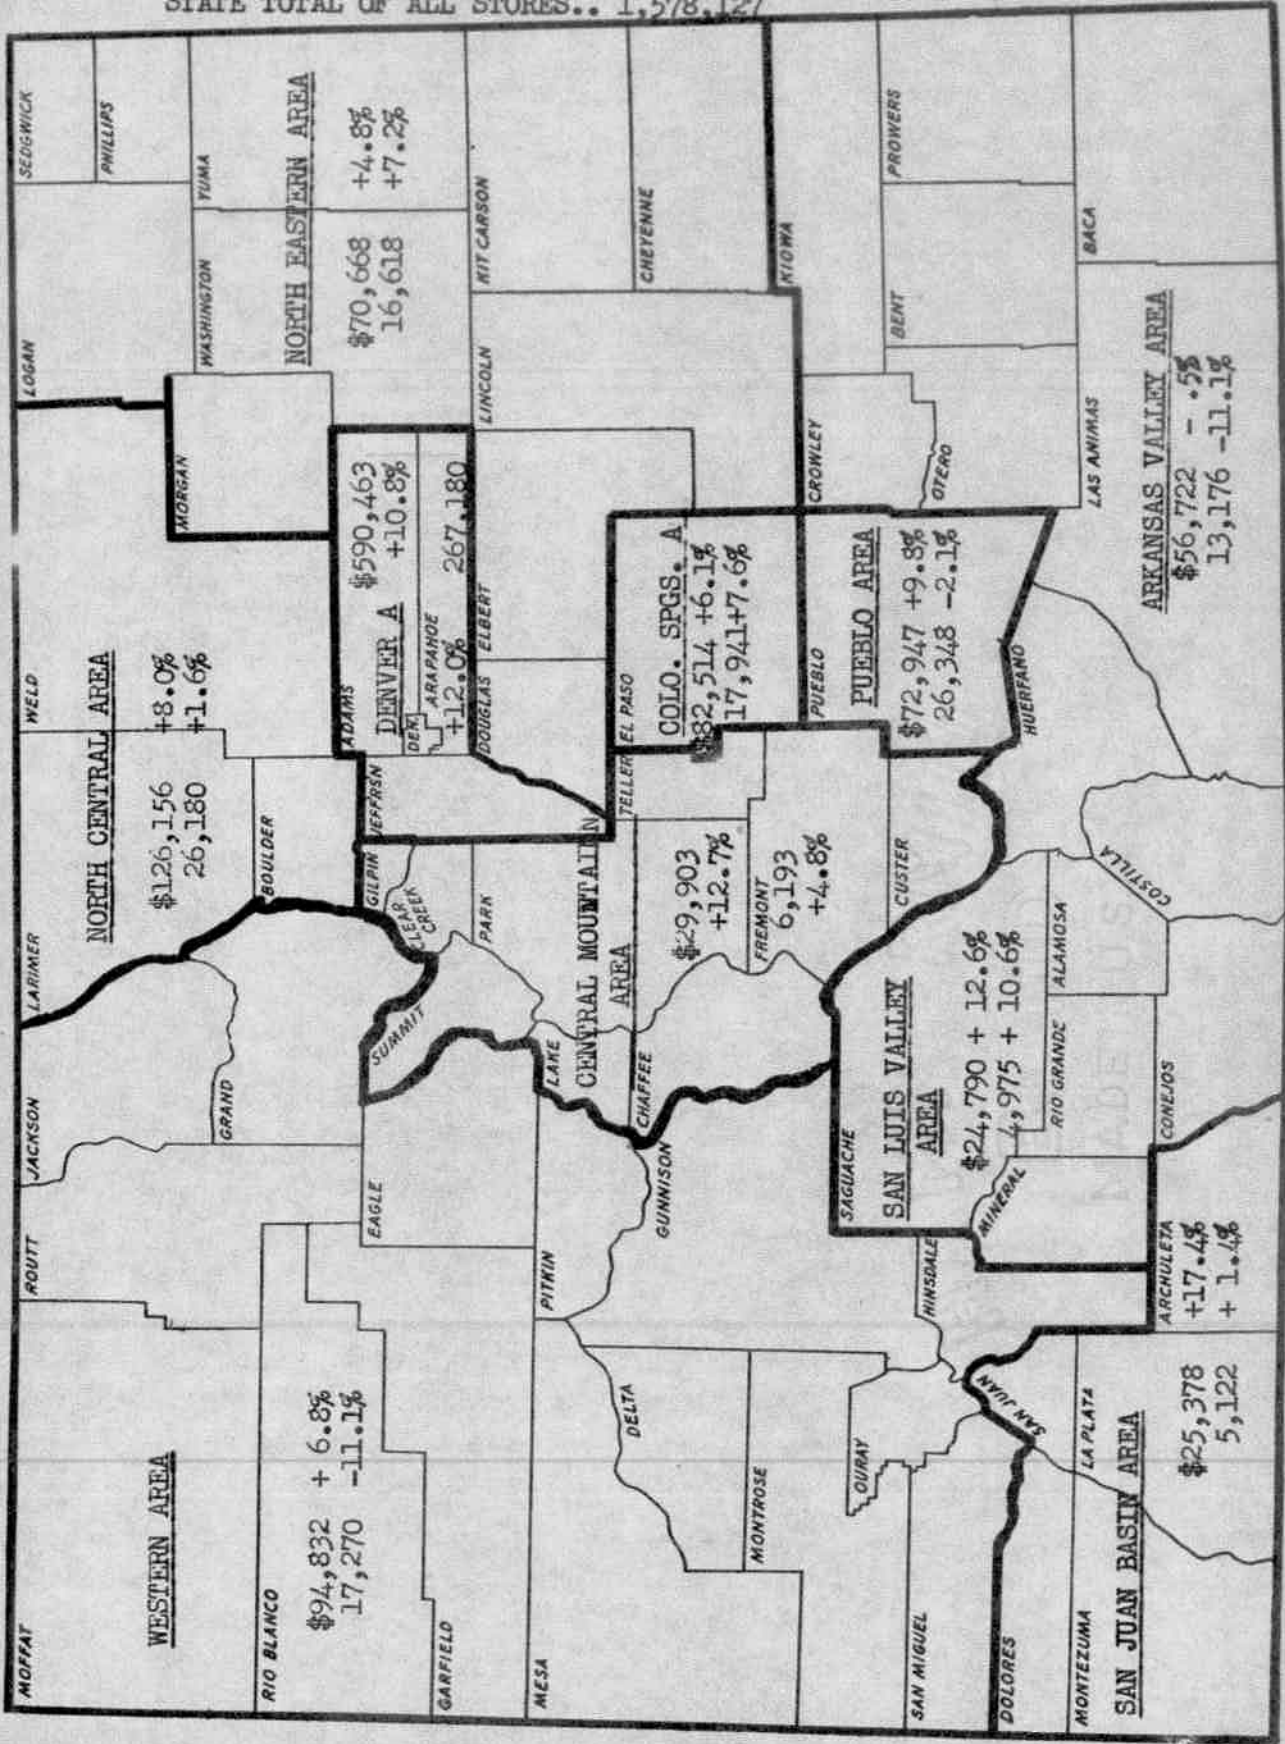 STATE TOTAL OF ALL STORES.. 1,578,127
MOFFAT
ROUTT
JACKSON
LARIMER
WELD
LOGAN
SEDGWICK
PHILLIPS
WESTERN AREA
RIO BLANCO
$94,832 + 6.8%
17,270 -11.1%
GARFIELD
EAGLE
GRAND
SUMMIT
NORTH CENTRAL AREA
$126,156 +8.0%
26,180 +1.6%
BOULDER
MORGAN
WASHINGTON
YUMA
NORTH EASTERN AREA
$70,668 +4.8%
16,618 +7.2%
ADAMS
$590,463
DENVER A +10.8%
DEN.
ARAPAHOE
+12.0% 267,180
JEFFRSN
GILPIN
CLEAR
CREEK
PARK
DOUGLAS
ELBERT
LINCOLN
KIT CARSON
CHEYENNE
MESA
PITKIN
LAKE
CENTRAL MOUNTAIN
AREA
DELTA
GUNNISON
CHAFFEE
$29,903
+12.7%
FREMONT
6,193
+4.8%
TELLER
EL PASO
COLO. SPGS. A
$82,514 +6.1%
17,941+7.6%
KIOWA
MONTROSE
OURAY
SAGUACHE
SAN LUIS VALLEY
AREA
$24,790 + 12.6%
4,975 + 10.6%
CUSTER
PUEBLO
PUEBLO AREA
$72,947 +9.8%
26,348 -2.1%
CROWLEY
OTERO
BENT
PROWERS
SAN MIGUEL
HINSDALE
MINERAL
RIO GRANDE
ALAMOSA
HUERFANO
DOLORES
SAN JUAN
MONTEZUMA
LA PLATA
ARCHULETA
CONEJOS
COSTILLA
LAS ANIMAS
BACA
SAN JUAN BASIN AREA
$25,378 +17.4%
5,122 + 1.4%
ARKANSAS VALLEY AREA
$56,722 - .5%
13,176 -11.1%